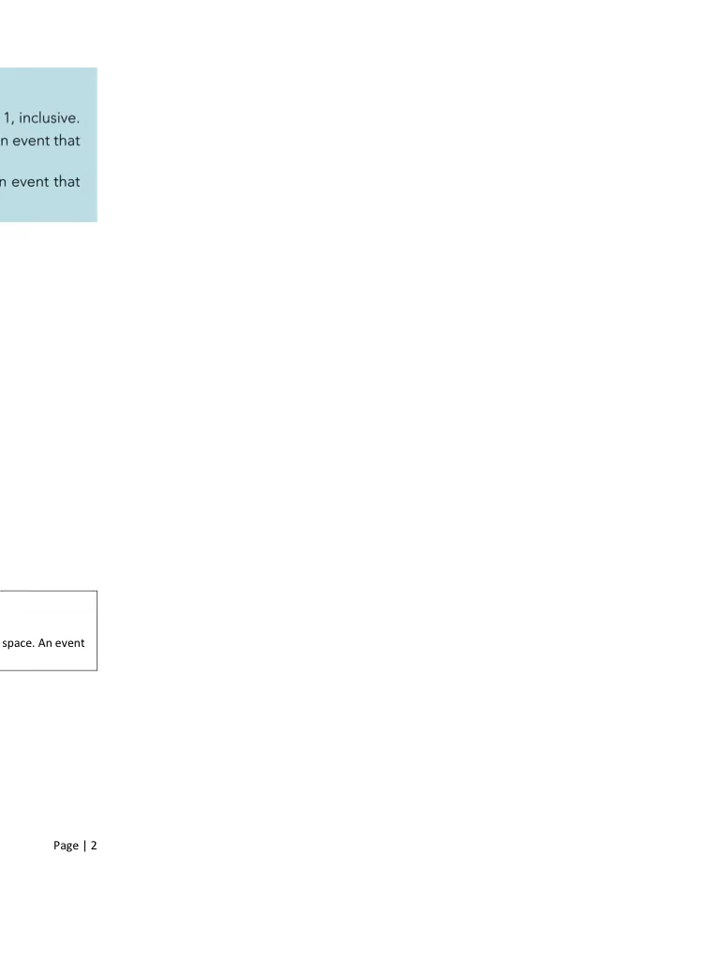 1, inclusive.
n event that
n event that
space. An event
Page | 2